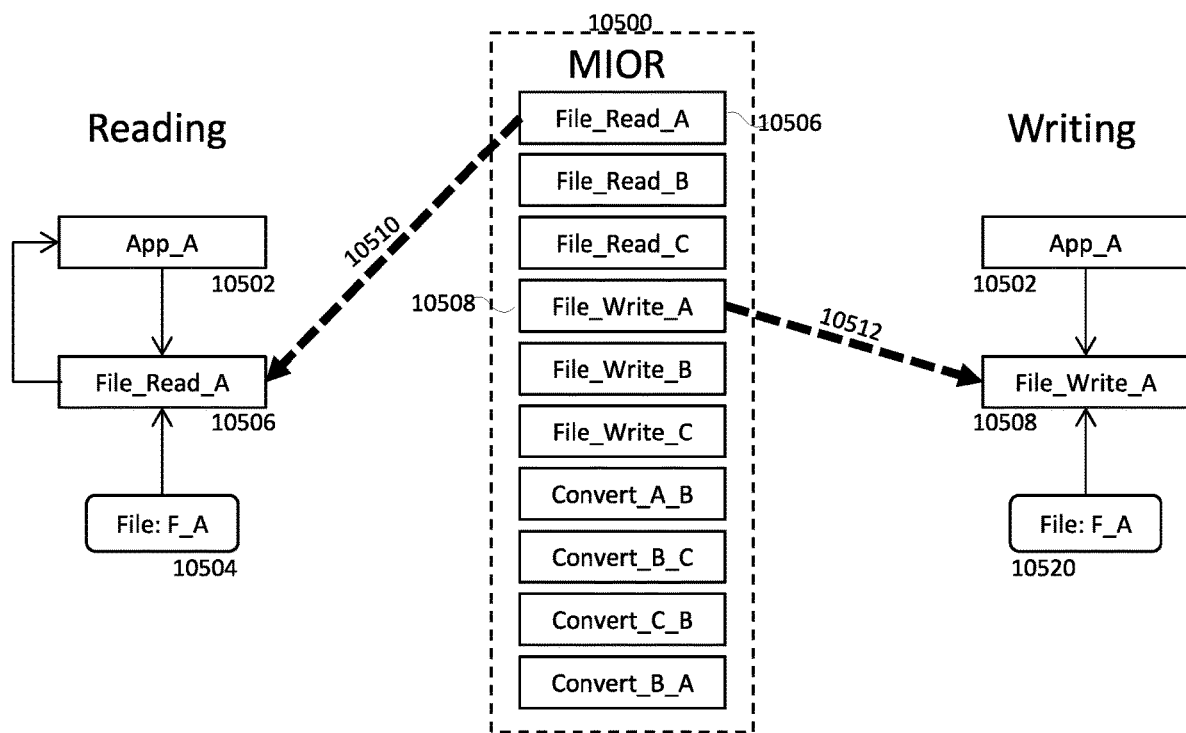 10500
MIOR
Reading
Writing
File_Read_A
10506
File_Read_B
File_Read_C
10508
File_Write_A
File_Write_B
File_Write_C
Convert_A_B
Convert_B_C
Convert_C_B
Convert_B_A
10510
10512
App_A
10502
File_Read_A
10506
File: F_A
10504
App_A
10502
File_Write_A
10508
File: F_A
10520